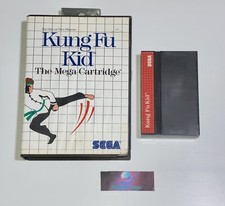 Kung Fu
Kid
The Mega Cartridge
SEGA
SEGA
Kung Fu Kid